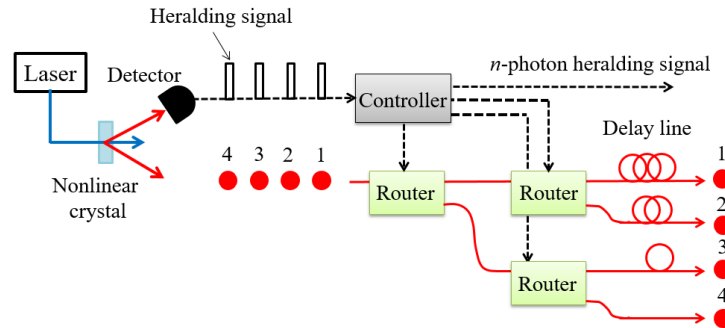 Heralding signal
Laser
Detector
n-photon heralding signal
Controller
Delay line
4 3 2 1
Nonlinear
crystal
Router
Router
1
2
Router
3
4